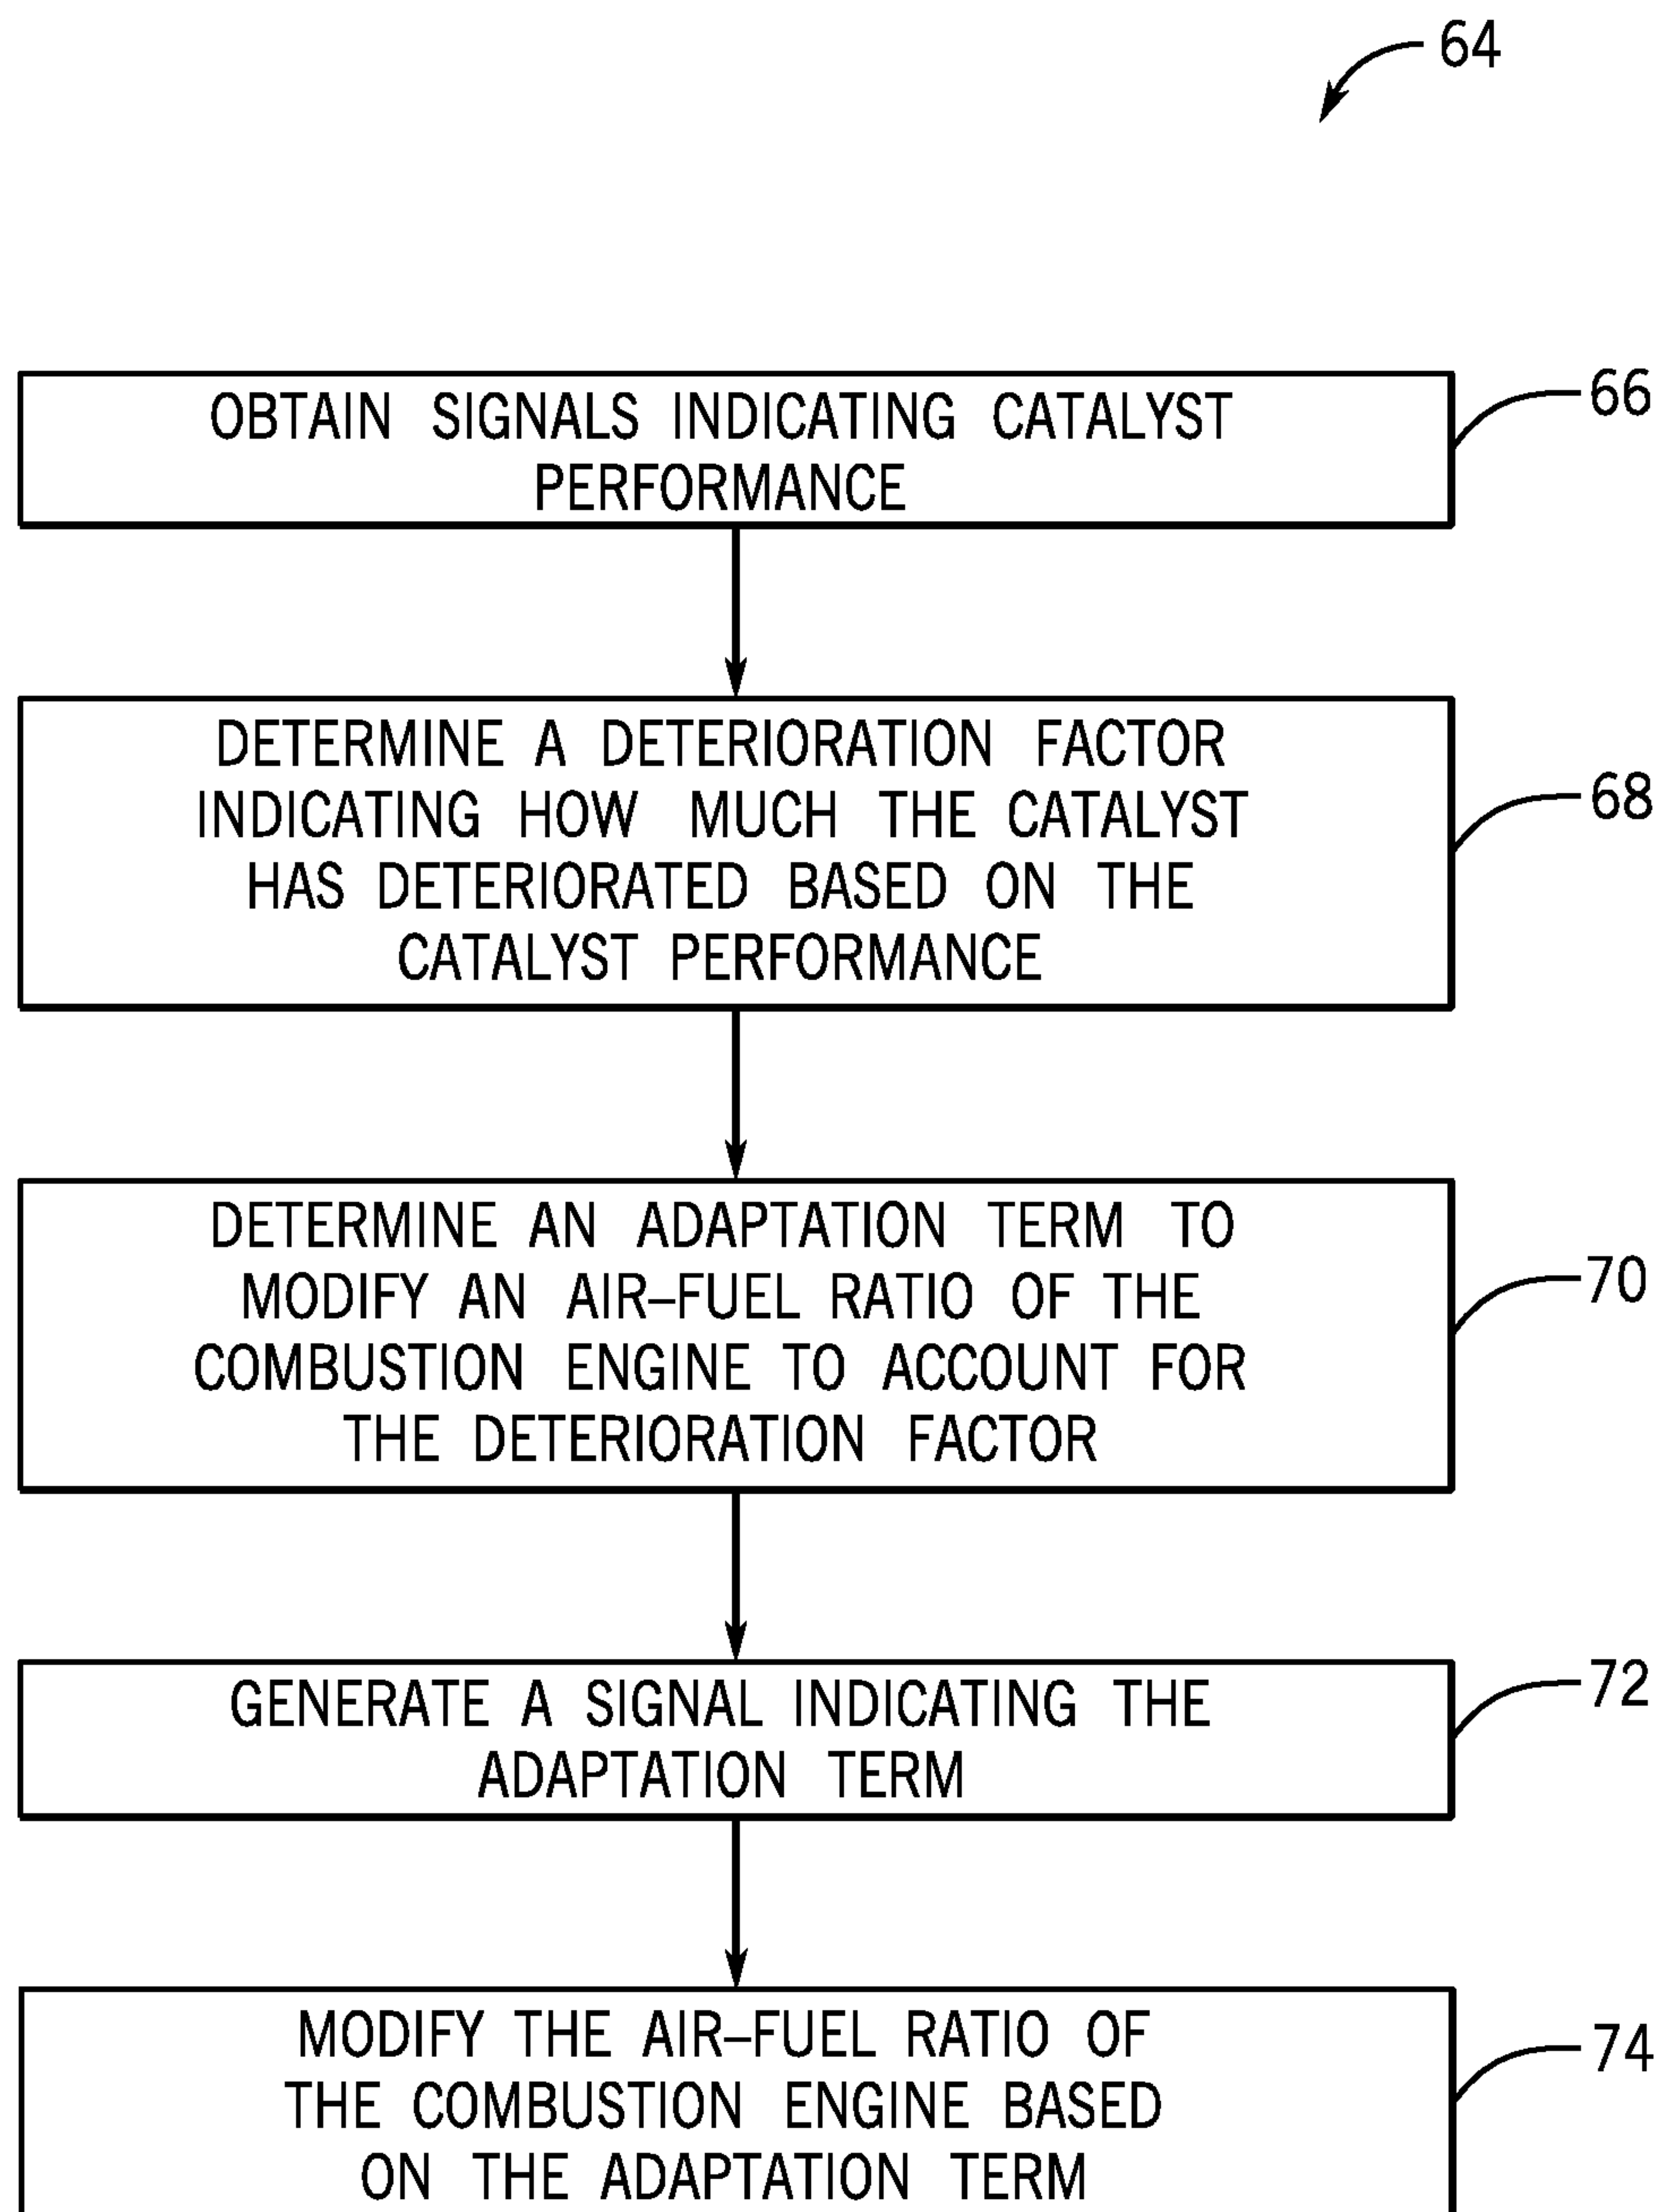 64
OBTAIN SIGNALS INDICATING CATALYST
PERFORMANCE
66
DETERMINE A DETERIORATION FACTOR
INDICATING HOW MUCH THE CATALYST
HAS DETERIORATED BASED ON THE
CATALYST PERFORMANCE
68
DETERMINE AN ADAPTATION TERM TO
MODIFY AN AIR–FUEL RATIO OF THE
COMBUSTION ENGINE TO ACCOUNT FOR
THE DETERIORATION FACTOR
70
GENERATE A SIGNAL INDICATING THE
ADAPTATION TERM
72
MODIFY THE AIR–FUEL RATIO OF
THE COMBUSTION ENGINE BASED
ON THE ADAPTATION TERM
74